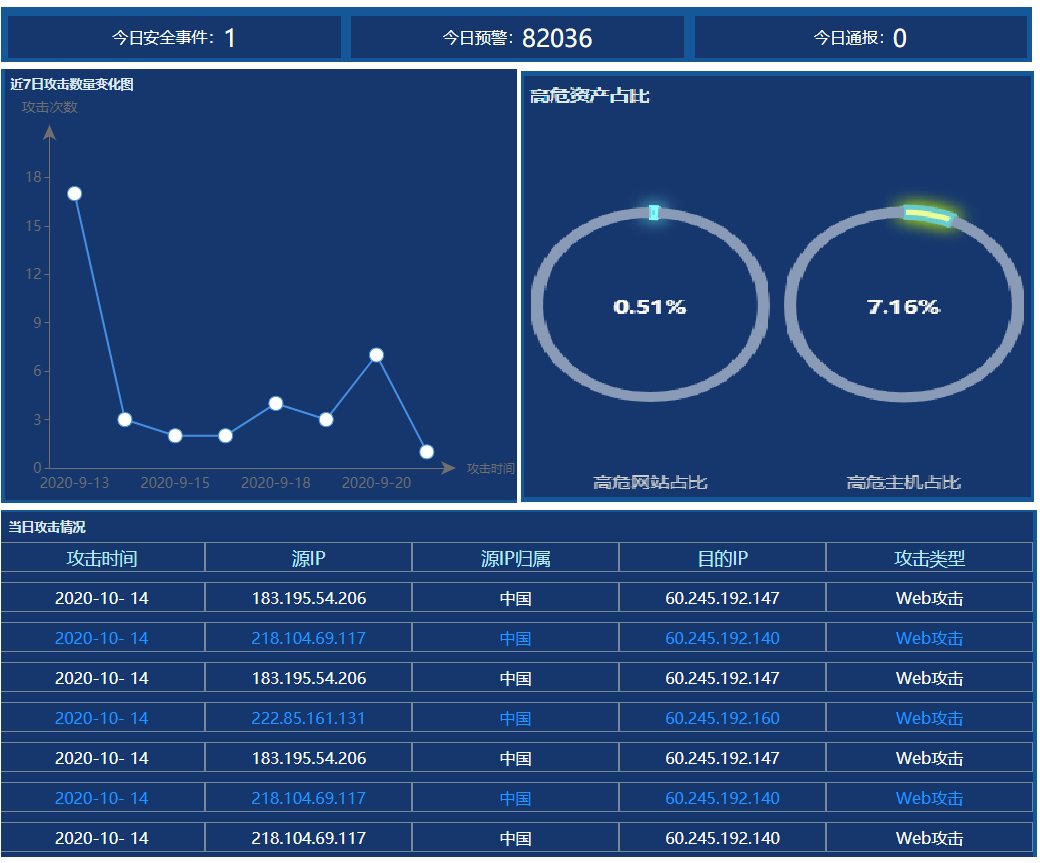 今日安全事件：1
今日预警：82036
今日通报：0
近7日攻击数量变化图
攻击次数
18
15
12
9
6
3
0
2020-9-13 2020-9-15 2020-9-18 2020-9-20
攻击时间
高危资产占比
0.51% 7.16%
高危网站占比 高危主机占比
当日攻击情况
攻击时间 源IP 源IP归属 目的IP 攻击类型
2020-10- 14 183.195.54.206 中国 60.245.192.147 Web攻击
2020-10- 14 218.104.69.117 中国 60.245.192.140 Web攻击
2020-10- 14 183.195.54.206 中国 60.245.192.147 Web攻击
2020-10- 14 222.85.161.131 中国 60.245.192.160 Web攻击
2020-10- 14 183.195.54.206 中国 60.245.192.147 Web攻击
2020-10- 14 218.104.69.117 中国 60.245.192.140 Web攻击
2020-10- 14 218.104.69.117 中国 60.245.192.140 Web攻击